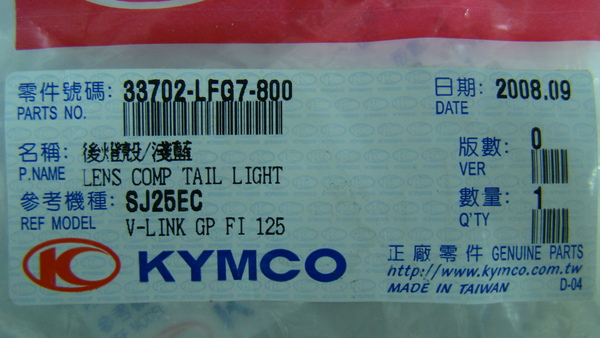 零件號碼: 33702-LFG7-800 日期: 2008.09
PARTS NO. DATE
名稱: 後燈殼/淺藍 版數: 0
P.NAME LENS COMP TAIL LIGHT VER
參考機種: SJ25EC 數量: 1
REF MODEL V-LINK GP FI 125 Q'TY
KYMCO 正廠零件 GENUINE PARTS
http://www.kymco.com.tw
MADE IN TAIWAN D-04